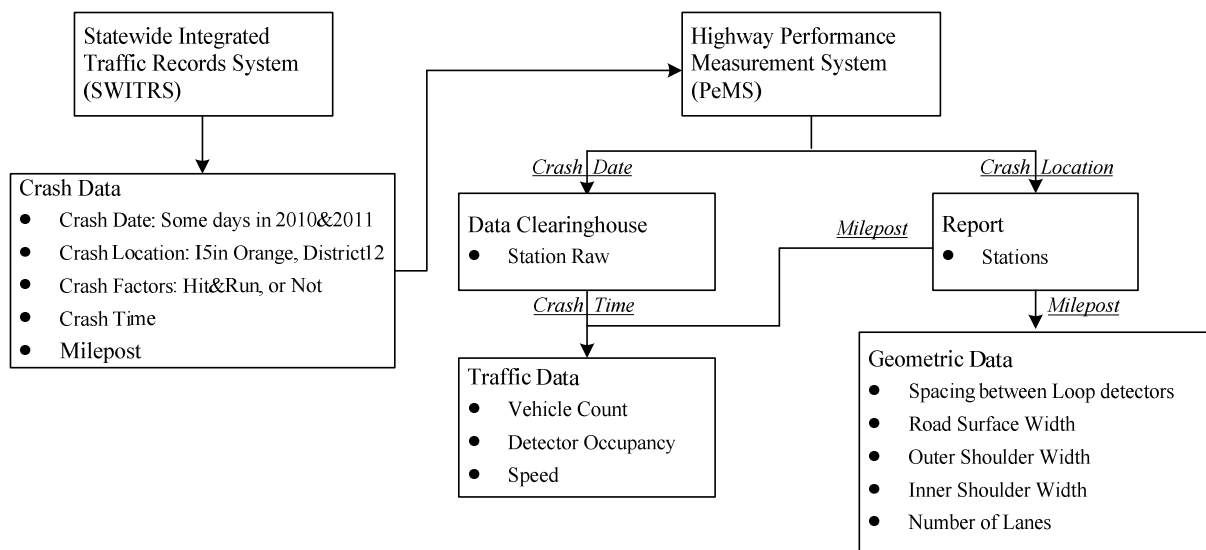 Statewide Integrated
Traffic Records System
(SWITRS)
Highway Performance
Measurement System
(PeMS)
Crash Date
Crash Location
Crash Data
● Crash Date: Some days in 2010&2011
● Crash Location: I5in Orange, District12
● Crash Factors: Hit&Run, or Not
● Crash Time
● Milepost
Data Clearinghouse
● Station Raw
Milepost
Report
● Stations
Crash Time
Milepost
Traffic Data
● Vehicle Count
● Detector Occupancy
● Speed
Geometric Data
● Spacing between Loop detectors
● Road Surface Width
● Outer Shoulder Width
● Inner Shoulder Width
● Number of Lanes